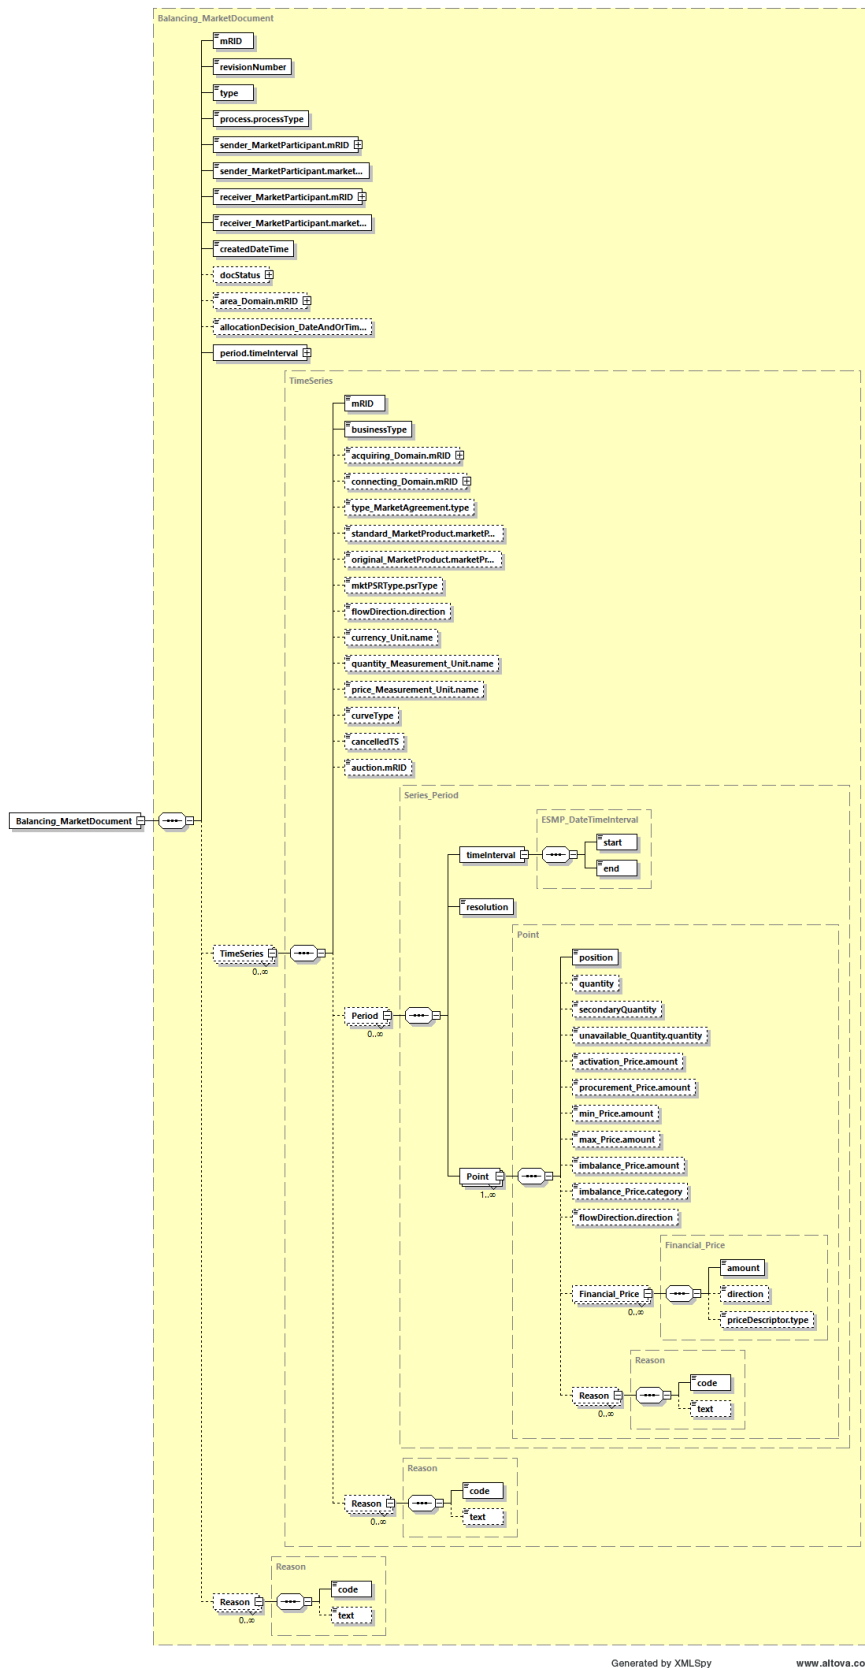 Balancing_MarketDocument
mRID
revisionNumber
type
process.processType
sender_MarketParticipant.mRID
sender_MarketParticipant.market...
receiver_MarketParticipant.mRID
receiver_MarketParticipant.market...
createdDateTime
docStatus
area_Domain.mRID
allocationDecision_DateAndOrTim...
period.timeInterval
TimeSeries
mRID
businessType
acquiring_Domain.mRID
connecting_Domain.mRID
type_MarketAgreement.type
standard_MarketProduct.marketP...
original_MarketProduct.marketPr...
mktPSRType.psrType
flowDirection.direction
currency_Unit.name
quantity_Measurement_Unit.name
price_Measurement_Unit.name
curveType
cancelledTS
auction.mRID
Series_Period
ESMP_DateTimeInterval
Balancing_MarketDocument
start
timeInterval
end
resolution
Point
TimeSeries
0..∞
position
quantity
secondaryQuantity
Period
0..∞
unavailable_Quantity.quantity
activation_Price.amount
procurement_Price.amount
min_Price.amount
max_Price.amount
imbalance_Price.amount
Point
1..∞
imbalance_Price.category
flowDirection.direction
Financial_Price
amount
Financial_Price
0..∞
direction
priceDescriptor.type
Reason
code
Reason
0..∞
text
Reason
code
Reason
0..∞
text
Reason
code
Reason
0..∞
text
Generated by XMLSpy
www.altova.co